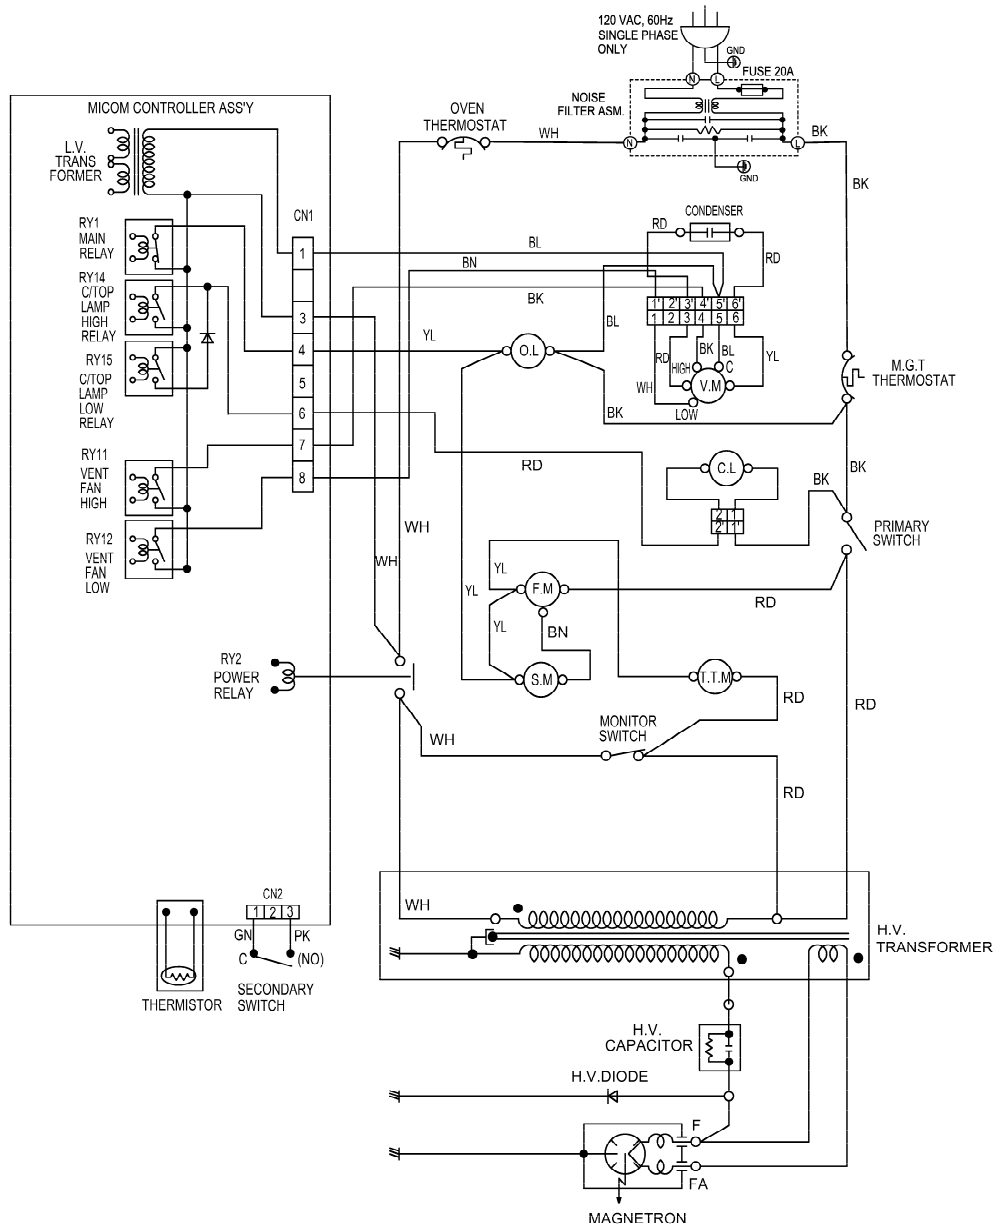 120 VAC, 60Hz
SINGLE PHASE
ONLY
GND
N
L
FUSE 20A
NOISE
FILTER ASM.
N
L
GND
BK
BK
OVEN
THERMOSTAT
WH
MICOM CONTROLLER ASS'Y
L.V.
TRANS
FORMER
RY1
MAIN
RELAY
RY14
C/TOP
LAMP
HIGH
RELAY
RY15
C/TOP
LAMP
LOW
RELAY
RY11
VENT
FAN
HIGH
RY12
VENT
FAN
LOW
CN1
1
3
4
5
6
7
8
BL
BN
BK
YL
O.L
BL
BK
RD
CONDENSER
RD
RD
1' 2' 3' 4' 5' 6'
1 2 3 4 5 6
RD
BK
BL
YL
HIGH
C
WH
V.M
LOW
M.G.T
THERMOSTAT
C.L
2 1
2' 1'
BK
BK
PRIMARY
SWITCH
WH
WH
YL
YL
YL
F.M
BN
S.M
RD
RY2
POWER
RELAY
T.T.M
RD
RD
MONITOR
SWITCH
WH
RD
WH
H.V.
TRANSFORMER
CN2
1 2 3
GN
PK
C
(NO)
THERMISTOR
SECONDARY
SWITCH
H.V.
CAPACITOR
H.V.DIODE
F
FA
MAGNETRON